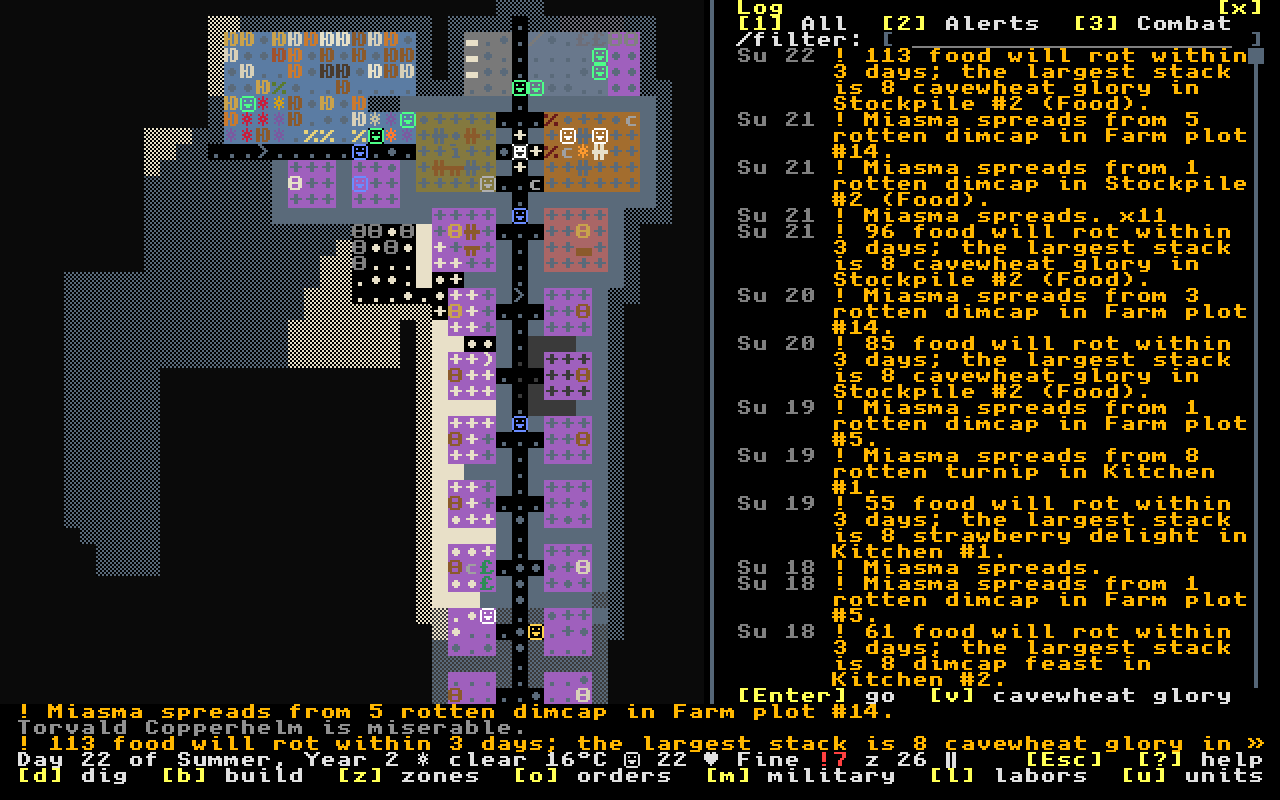 Log [x]
[1] All [2] Alerts [3] Combat
/filter: [ ]
Su 22 ! 113 food will rot within
3 days; the largest stack
is 8 cavewheat glory in
Stockpile #2 (Food).
Su 21 ! Miasma spreads from 5
rotten dimcap in Farm plot
#14.
Su 21 ! Miasma spreads from 1
rotten dimcap in Stockpile
#2 (Food).
Su 21 ! Miasma spreads. x11
Su 21 ! 96 food will rot within
3 days; the largest stack
is 8 cavewheat glory in
Stockpile #2 (Food).
Su 20 ! Miasma spreads from 3
rotten dimcap in Farm plot
#14.
Su 20 ! 85 food will rot within
3 days; the largest stack
is 8 cavewheat glory in
Stockpile #2 (Food).
Su 19 ! Miasma spreads from 1
rotten dimcap in Farm plot
#5.
Su 19 ! Miasma spreads from 8
rotten turnip in Kitchen
#1.
Su 19 ! 55 food will rot within
3 days; the largest stack
is 8 strawberry delight in
Kitchen #1.
Su 18 ! Miasma spreads.
Su 18 ! Miasma spreads from 1
rotten dimcap in Farm plot
#5.
Su 18 ! 61 food will rot within
3 days; the largest stack
is 8 dimcap feast in
Kitchen #2.
[Enter] go [v] cavewheat glory
! Miasma spreads from 5 rotten dimcap in Farm plot #14.
Torvald Copperhelm is miserable.
! 113 food will rot within 3 days; the largest stack is 8 cavewheat glory in »
Day 22 of Summer, Year 2 * clear 16°C ☺ 22 ♥ Fine !7 z 26 ‖ [Esc] [?] help
[d] dig [b] build [z] zones [o] orders [m] military [l] labors [u] units